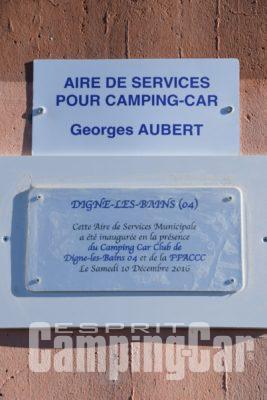 AIRE DE SERVICES
POUR CAMPING-CAR
Georges AUBERT
DIGNE-LES-BAINS (04)
Cette Aire de Services Municipale
a été inaugurée en la présence
du Camping Car Club de
Digne-les-Bains 04 et de la FFACCC
Le Samedi 10 Décembre 2016
ESPRIT
Camping-Car